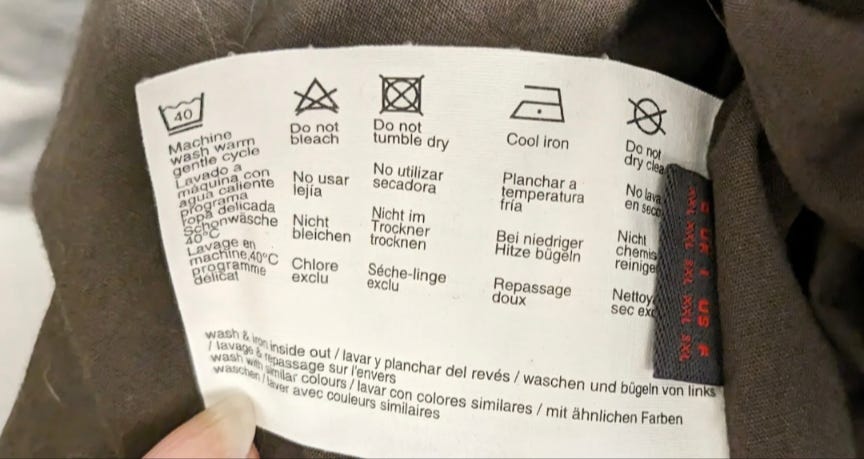 40
Machine
wash warm
gentle cycle
Lavado a
máquina con
agua caliente
programa
ropa delicada
Schonwäsche
40°C
Lavage en
machine,40°C
programme
délicat
Do not
bleach
No usar
lejía
Nicht
bleichen
Chlore
exclu
Do not
tumble dry
No utilizar
secadora
Nicht im
Trockner
trocknen
Séche-linge
exclu
Cool iron
Planchar a
temperatura
fría
Bei niedriger
Hitze bügeln
Repassage
doux
Do not
dry clea
No lava
en seco
Nicht
chemis
reinige
Nettoy
sec exc
wash & iron inside out / lavar y planchar del revés / waschen und bügeln von links
/ lavage & repassage sur l'envers
wash with similar colours / lavar con colores similares / mit ähnlichen Farben
waschen / laver avec couleurs similaires
US F